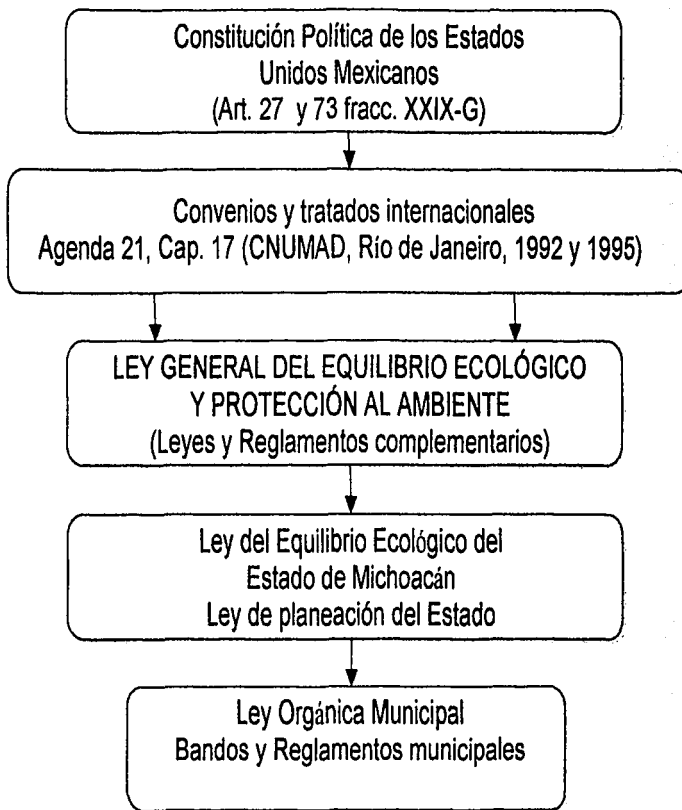 Constitución Política de los Estados
Unidos Mexicanos
(Art. 27 y 73 fracc. XXIX-G)
Convenios y tratados internacionales
Agenda 21, Cap. 17 (CNUMAD, Río de Janeiro, 1992 y 1995)
LEY GENERAL DEL EQUILIBRIO ECOLÓGICO
Y PROTECCIÓN AL AMBIENTE
(Leyes y Reglamentos complementarios)
Ley del Equilibrio Ecológico del
Estado de Michoacán
Ley de planeación del Estado
Ley Orgánica Municipal
Bandos y Reglamentos municipales